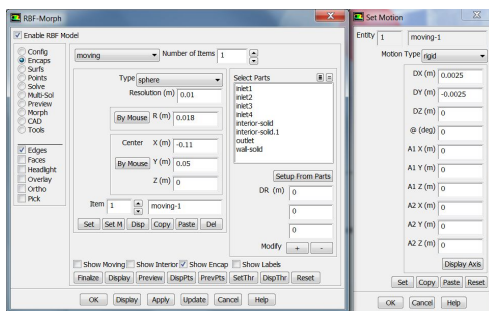 RBF-Morph
Enable RBF Model
Config
Encaps
Surfs
Points
Solve
Multi-Sol
Preview
Morph
CAD
Tools
Edges
Faces
Headlight
Overlay
Ortho
Pick
moving Number of Items 1
Type sphere
Resolution (m) 0.01
By Mouse R (m) 0.018
Center X (m) -0.11
By Mouse Y (m) 0.05
Z (m) 0
Item 1 moving-1
Set Set M Disp Copy Paste Del
Select Parts
inlet1
inlet2
inlet3
inlet4
interior-solid
interior-solid.1
outlet
wall-solid
Setup From Parts
DR (m) 0
0
0
Modify + -
Show Moving Show Interior Show Encap Show Labels
Finalize Display Preview DispPts PrevPts SetThr DispThr Reset
OK Display Apply Update Cancel Help
Set Motion
Entity 1 moving-1
Motion Type rigid
DX (m) 0.0025
DY (m) -0.0025
DZ (m) 0
@ (deg) 0
A1 X (m) 0
A1 Y (m) 0
A1 Z (m) 0
A2 X (m) 0
A2 Y (m) 0
A2 Z (m) 0
Display Axis
Set Copy Paste Reset
OK Cancel Help